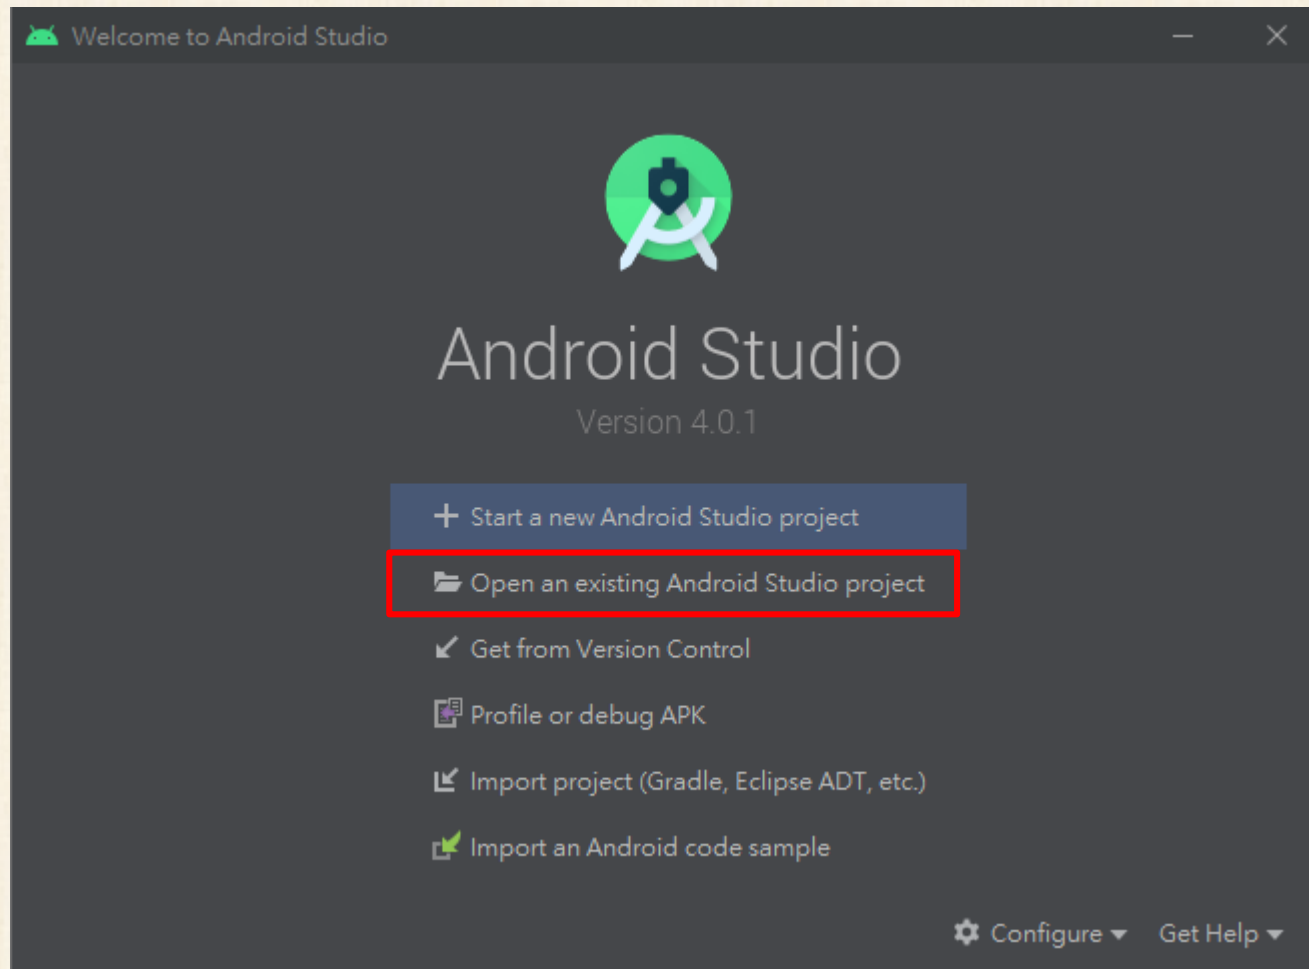 Welcome to Android Studio
Android Studio
Version 4.0.1
Start a new Android Studio project
Open an existing Android Studio project
Get from Version Control
Profile or debug APK
Import project (Gradle, Eclipse ADT, etc.)
Import an Android code sample
Configure Get Help